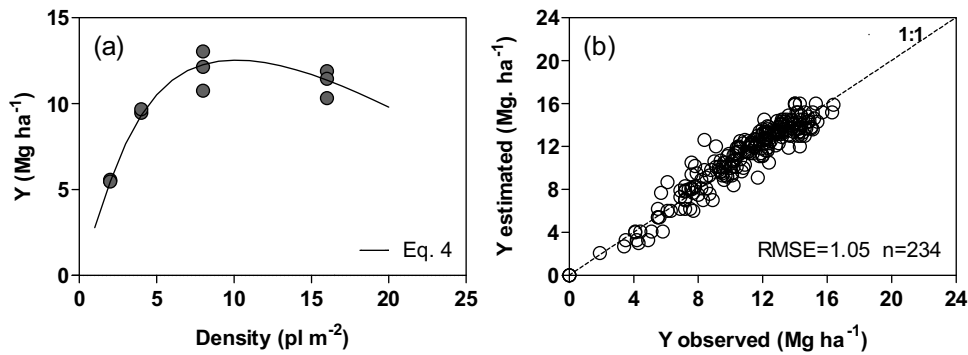 (a)
15
10
5
0
Y (Mg ha⁻¹)
Eq. 4
0 5 10 15 20 25
Density (pl m⁻²)
(b)
1:1
24
20
16
12
8
4
0
Y estimated (Mg. ha⁻¹)
RMSE=1.05 n=234
0 4 8 12 16 20 24
Y observed (Mg ha⁻¹)